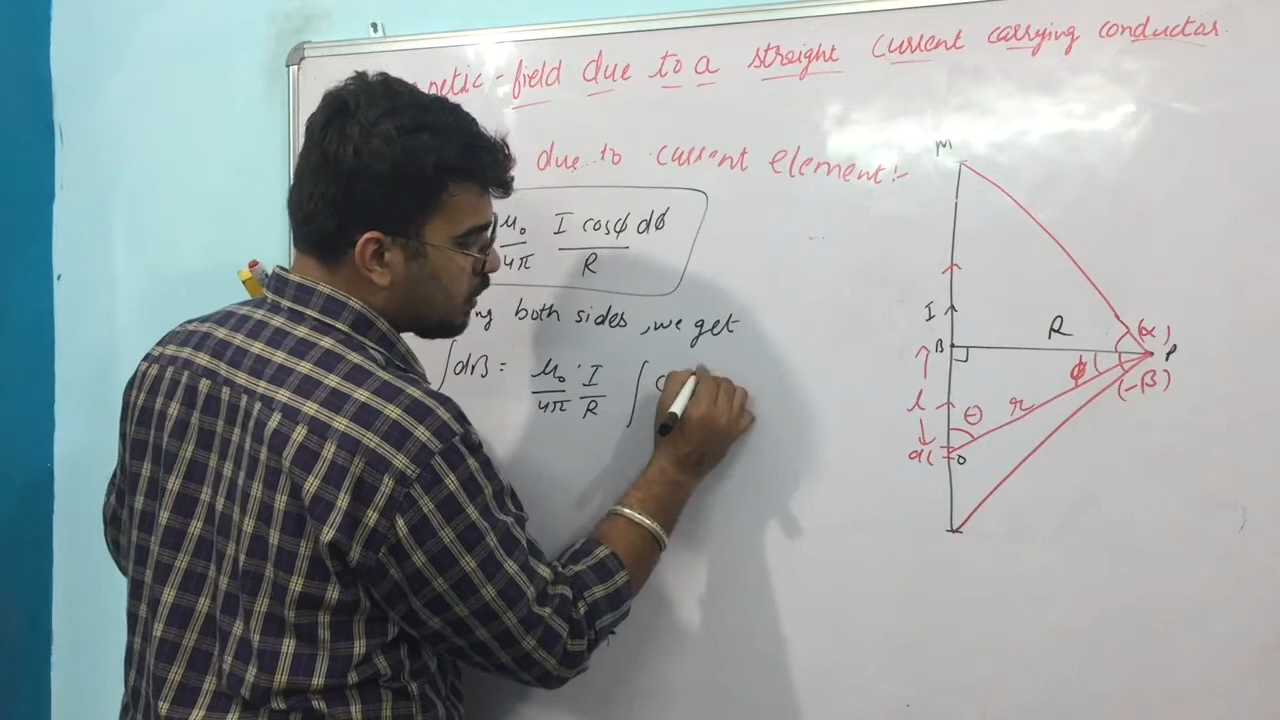 netic - field due to a straight current carrying conductor.
due to current element :-
μ₀/4π I cosϕ dϕ/R
ng both sides, we get
∫dB = μ₀/4π · I/R ∫ c
M
I
B
R
(α)
P
ϕ
(-β)
l
θ
r
dl
O